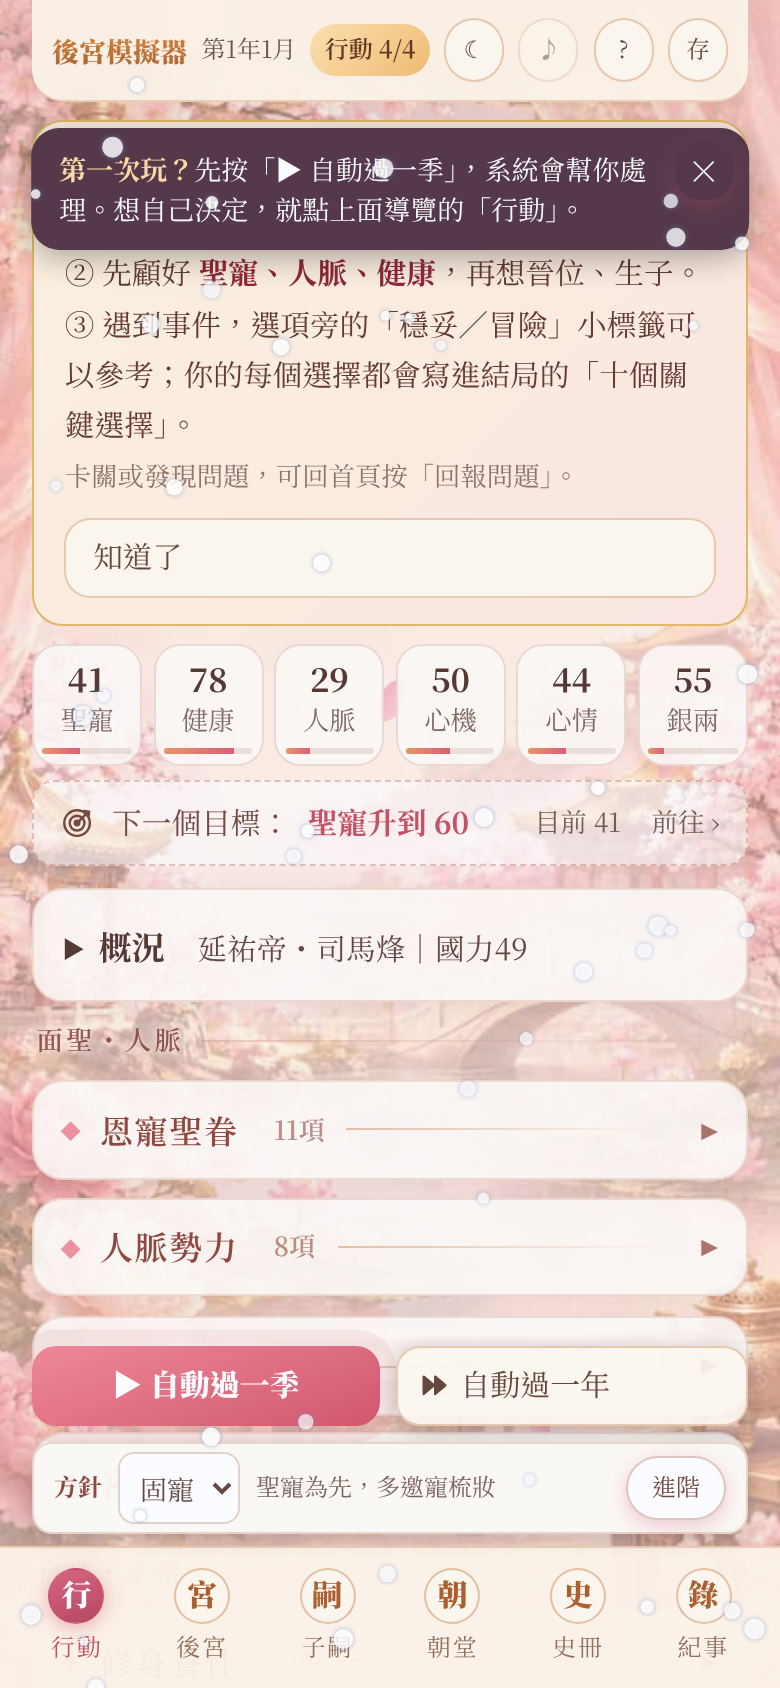 後宮模擬器 第1年1月 行動 4/4 ☾ ♪ ? 存
第一次玩？先按「▶ 自動過一季」，系統會幫你處
理。想自己決定，就點上面導覽的「行動」。
② 先顧好 聖寵、人脈、健康，再想晉位、生子。
③ 遇到事件，選項旁的「穩妥／冒險」小標籤可
以參考；你的每個選擇都會寫進結局的「十個關
鍵選擇」。
卡關或發現問題，可回首頁按「回報問題」。
知道了
41 78 29 50 44 55
聖寵 健康 人脈 心機 心情 銀兩
下一個目標： 聖寵升到 60 目前 41 前往 ›
▶ 概況 延祐帝・司馬烽｜國力49
面聖・人脈
恩寵聖眷 11項
人脈勢力 8項
▶ 自動過一季 自動過一年
方針 固寵 聖寵為先，多邀寵梳妝 進階
行 宮 嗣 朝 史 錄
行動 後宮 子嗣 朝堂 史冊 紀事
修身養性